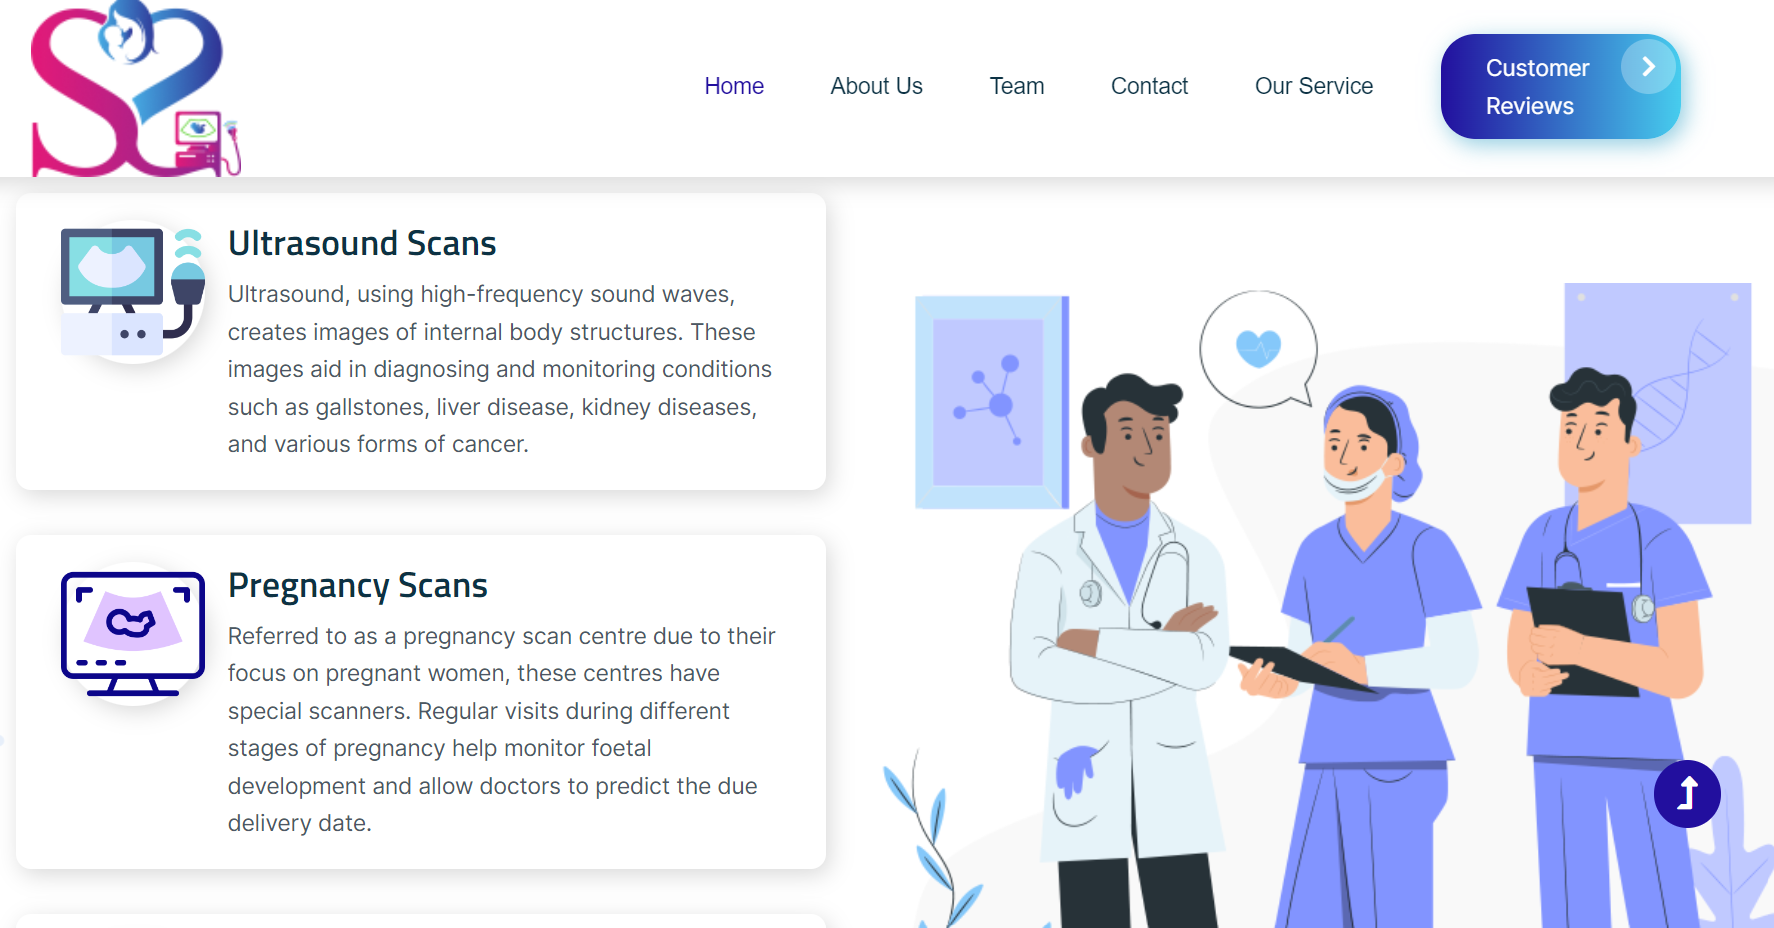 Home
About Us
Team
Contact
Our Service
Customer
Reviews
Ultrasound Scans
Ultrasound, using high-frequency sound waves,
creates images of internal body structures. These
images aid in diagnosing and monitoring conditions
such as gallstones, liver disease, kidney diseases,
and various forms of cancer.
Pregnancy Scans
Referred to as a pregnancy scan centre due to their
focus on pregnant women, these centres have
special scanners. Regular visits during different
stages of pregnancy help monitor foetal
development and allow doctors to predict the due
delivery date.